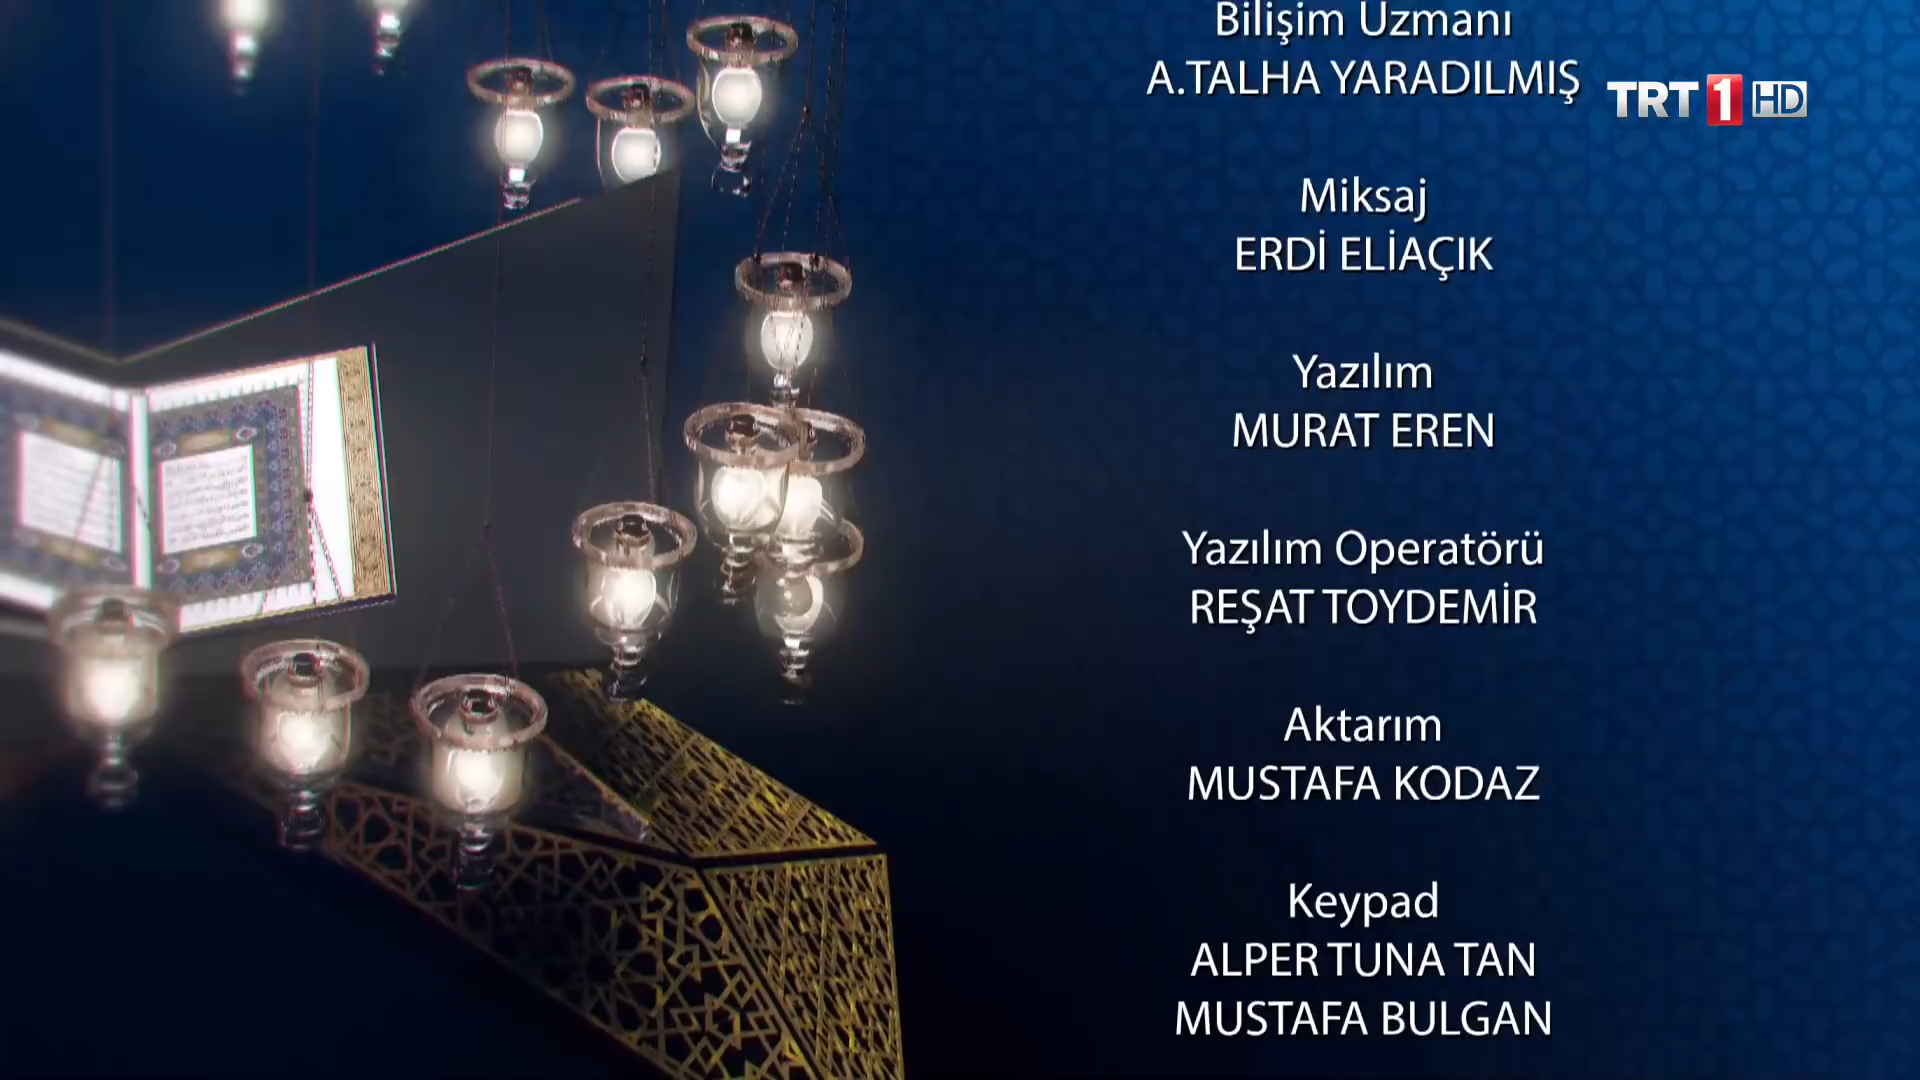 Bilişim Uzmanı
A.TALHA YARADILMIŞ
TRT 1 HD
Miksaj
ERDİ ELİAÇIK
Yazılım
MURAT EREN
Yazılım Operatörü
REŞAT TOYDEMİR
Aktarım
MUSTAFA KODAZ
Keypad
ALPER TUNA TAN
MUSTAFA BULGAN